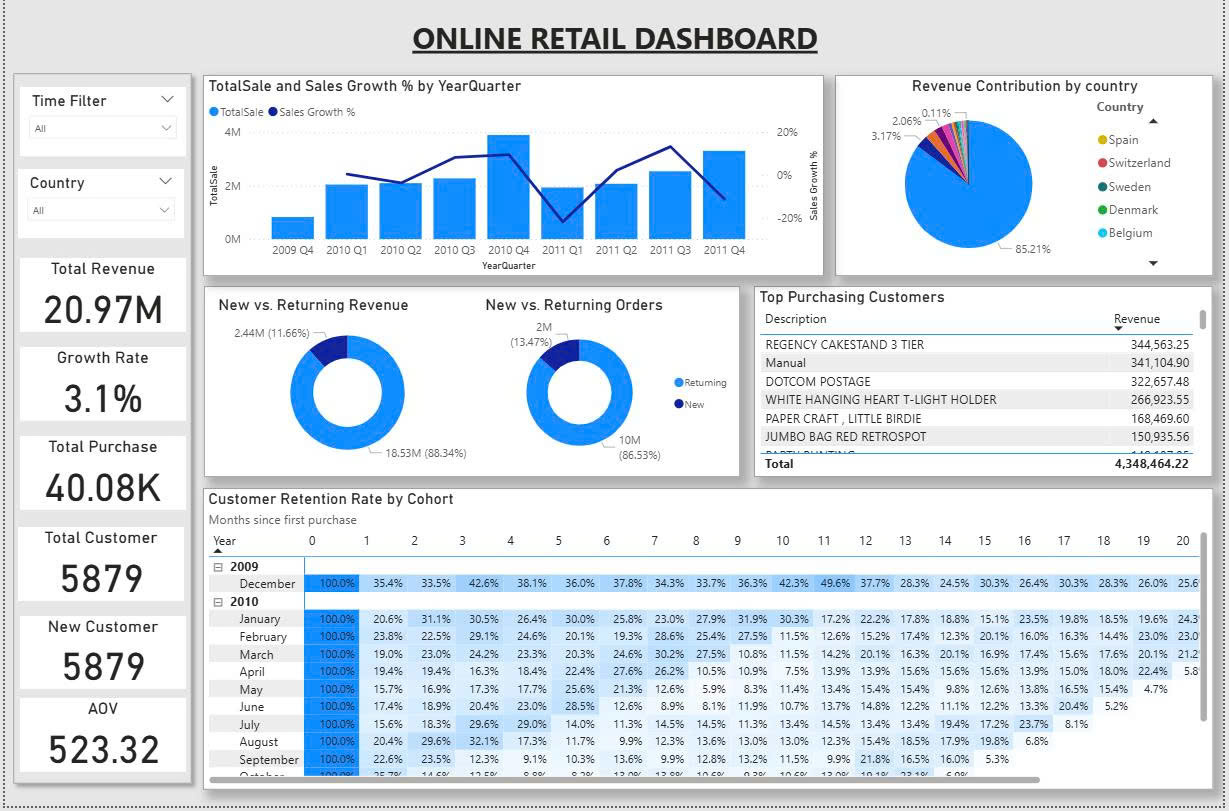 ONLINE RETAIL DASHBOARD
Time Filter
All
Country
All
Total Revenue
20.97M
Growth Rate
3.1%
Total Purchase
40.08K
Total Customer
5879
New Customer
5879
AOV
523.32
TotalSale and Sales Growth % by YearQuarter
TotalSale Sales Growth %
4M
2M
0M
TotalSale
20%
0%
-20%
Sales Growth %
2009 Q4 2010 Q1 2010 Q2 2010 Q3 2010 Q4 2011 Q1 2011 Q2 2011 Q3 2011 Q4
YearQuarter
Revenue Contribution by country
0.11%
2.06%
3.17%
85.21%
Country
Spain
Switzerland
Sweden
Denmark
Belgium
New vs. Returning Revenue
2.44M (11.66%)
18.53M (88.34%)
New vs. Returning Orders
2M
(13.47%)
10M
(86.53%)
Returning
New
Top Purchasing Customers
Description Revenue
REGENCY CAKESTAND 3 TIER 344,563.25
Manual 341,104.90
DOTCOM POSTAGE 322,657.48
WHITE HANGING HEART T-LIGHT HOLDER 266,923.55
PAPER CRAFT , LITTLE BIRDIE 168,469.60
JUMBO BAG RED RETROSPOT 150,935.56
Total 4,348,464.22
Customer Retention Rate by Cohort
Months since first purchase
Year 0 1 2 3 4 5 6 7 8 9 10 11 12 13 14 15 16 17 18 19 20
2009
December 100.0% 35.4% 33.5% 42.6% 38.1% 36.0% 37.8% 34.3% 33.7% 36.3% 42.3% 49.6% 37.7% 28.3% 24.5% 30.3% 26.4% 30.3% 28.3% 26.0% 25.6
2010
January 100.0% 20.6% 31.1% 30.5% 26.4% 30.0% 25.8% 23.0% 27.9% 31.9% 30.3% 17.2% 22.2% 17.8% 18.8% 15.1% 23.5% 19.8% 18.5% 19.6% 24.3
February 100.0% 23.8% 22.5% 29.1% 24.6% 20.1% 19.3% 28.6% 25.4% 27.5% 11.5% 12.6% 15.2% 17.4% 12.3% 20.1% 16.0% 16.3% 14.4% 23.0% 23.0
March 100.0% 19.0% 23.0% 24.2% 23.3% 20.3% 24.6% 30.2% 27.5% 10.8% 11.5% 14.2% 20.1% 16.3% 20.1% 16.9% 17.4% 15.6% 17.6% 20.1% 21.2
April 100.0% 19.4% 19.4% 16.3% 18.4% 22.4% 27.6% 26.2% 10.5% 10.9% 7.5% 13.9% 13.9% 15.6% 15.6% 15.6% 13.9% 15.0% 18.0% 22.4% 5.8
May 100.0% 15.7% 16.9% 17.3% 17.7% 25.6% 21.3% 12.6% 5.9% 8.3% 11.4% 13.4% 15.4% 15.4% 9.8% 12.6% 13.8% 16.5% 15.4% 4.7%
June 100.0% 17.4% 18.9% 20.4% 23.0% 28.5% 12.6% 8.9% 8.1% 11.9% 10.7% 13.7% 14.8% 12.2% 11.1% 12.2% 13.3% 20.4% 5.2%
July 100.0% 15.6% 18.3% 29.6% 29.0% 14.0% 11.3% 14.5% 14.5% 11.3% 13.4% 14.5% 13.4% 13.4% 19.4% 17.2% 23.7% 8.1%
August 100.0% 20.4% 29.6% 32.1% 17.3% 11.7% 9.9% 12.3% 13.6% 13.0% 13.0% 12.3% 15.4% 18.5% 17.9% 19.8% 6.8%
September 100.0% 22.6% 23.5% 12.3% 9.1% 10.3% 13.6% 9.9% 12.8% 13.2% 11.5% 9.9% 21.8% 16.5% 16.0% 5.3%